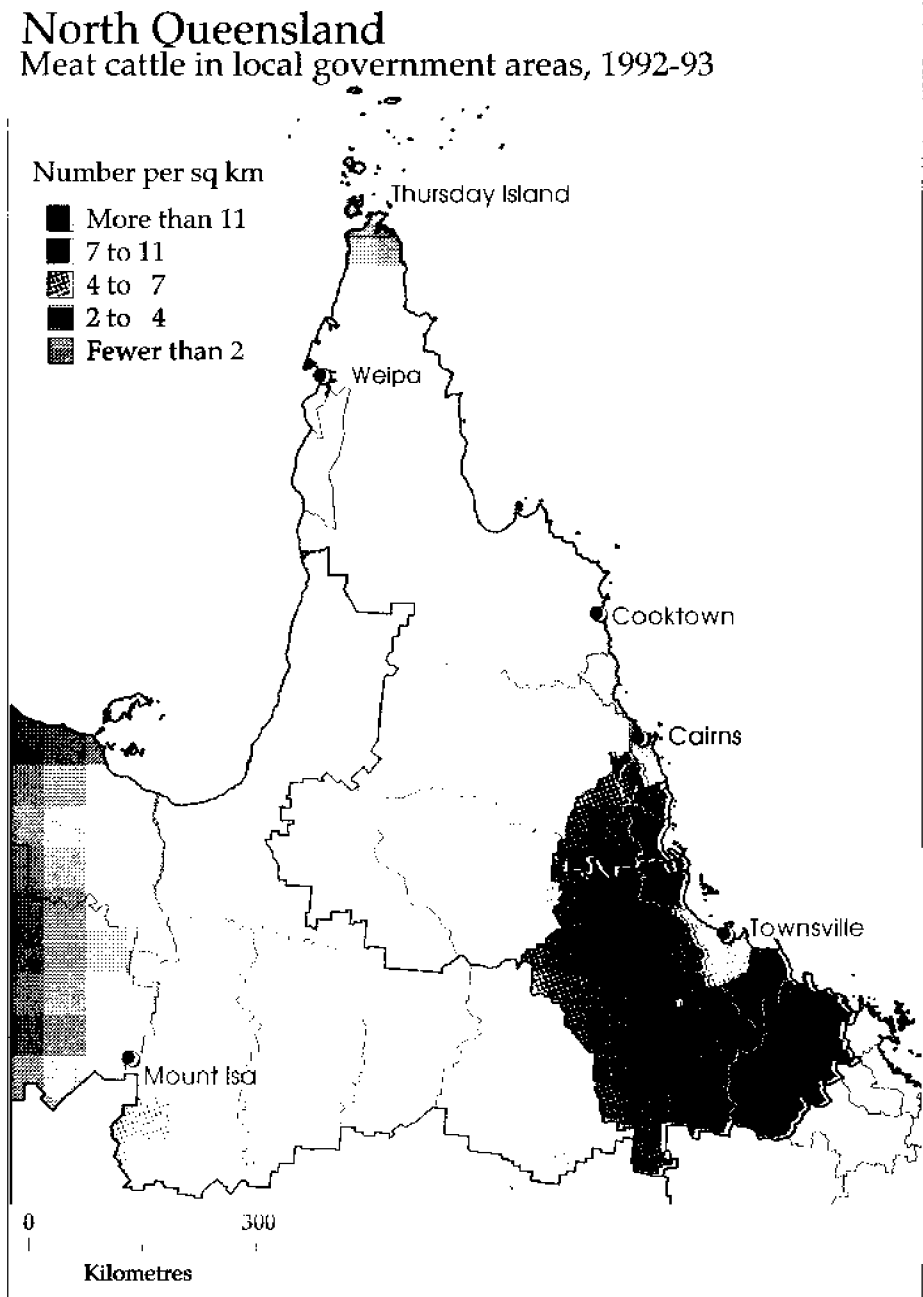 North Queensland
Meat cattle in local government areas, 1992-93
Number per sq km
More than 11
7 to 11
4 to 7
2 to 4
Fewer than 2
Thursday Island
Weipa
Cooktown
Cairns
Townsville
Mount Isa
0 300
Kilometres